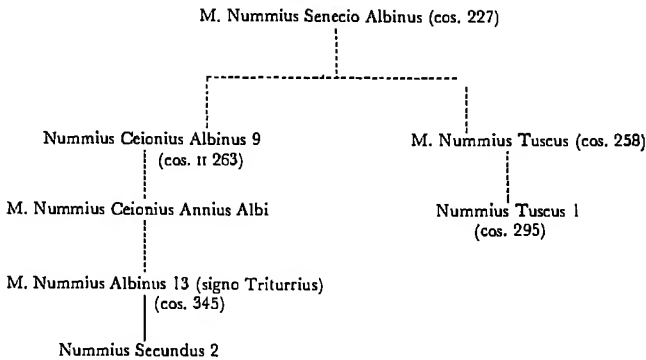 M. Nummius Senecio Albinus (cos. 227)
Nummius Ceionius Albinus 9
(cos. II 263)
M. Nummius Tuscus (cos. 258)
M. Nummius Ceionius Annius Albi
Nummius Tuscus 1
(cos. 295)
M. Nummius Albinus 13 (signo Triturrius)
(cos. 345)
Nummius Secundus 2